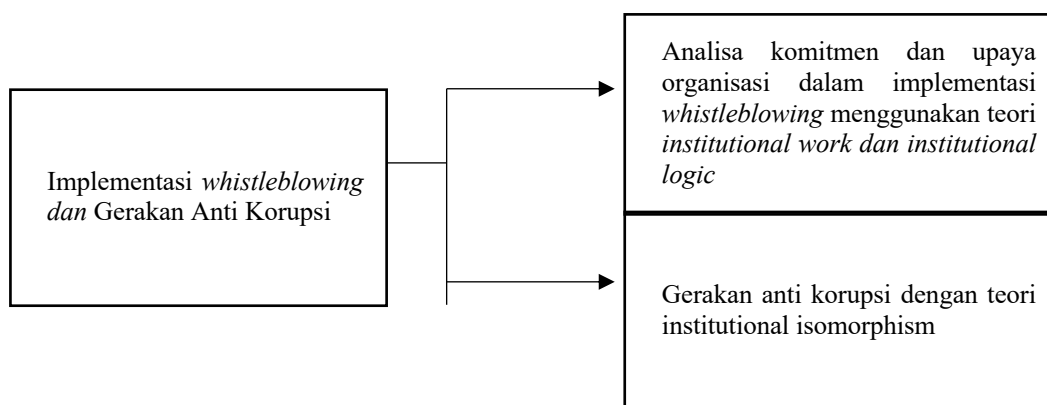 Implementasi whistleblowing
dan Gerakan Anti Korupsi
Analisa komitmen dan upaya
organisasi dalam implementasi
whistleblowing menggunakan teori
institutional work dan institutional
logic
Gerakan anti korupsi dengan teori
institutional isomorphism